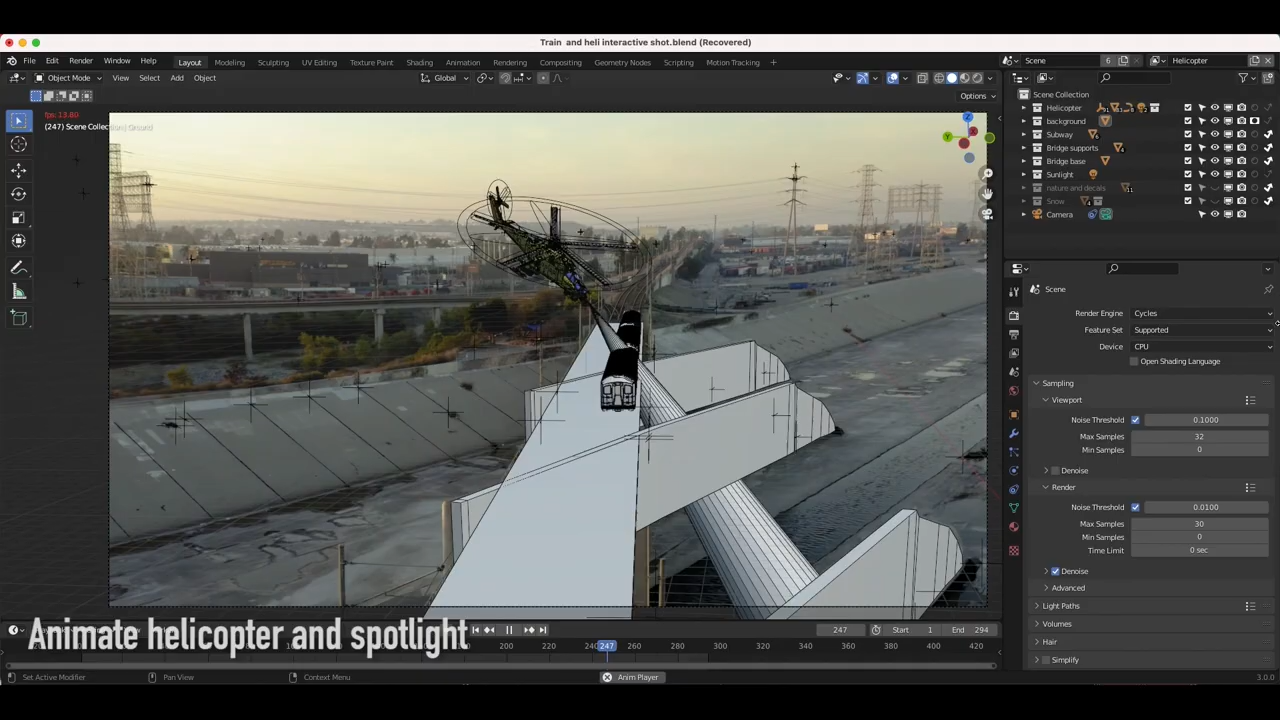 Train and heli interactive shot.blend (Recovered)
File Edit Render Window Help
Layout Modeling Sculpting UV Editing Texture Paint Shading Animation Rendering Compositing Geometry Nodes Scripting Motion Tracking +
Scene 6 Helicopter
Object Mode View Select Add Object Global
Options
fps: 13.80
(247) Scene Collection | Ground
Z
Y
Scene Collection
Helicopter
background
Subway
Bridge supports
Bridge base
Sunlight
nature and decals
Snow
Camera
Scene
Render Engine Cycles
Feature Set Supported
Device CPU
Open Shading Language
Sampling
Viewport
Noise Threshold 0.1000
Max Samples 32
Min Samples 0
Denoise
Render
Noise Threshold 0.0100
Max Samples 30
Min Samples 0
Time Limit 0 sec
Denoise
Advanced
Light Paths
Volumes
Hair
Simplify
Animate helicopter and spotlight
247 Start 1 End 294
200 220 240 247 260 280 300 320 340 360 380 400 420
Set Active Modifier Pan View Context Menu Anim Player 3.0.0